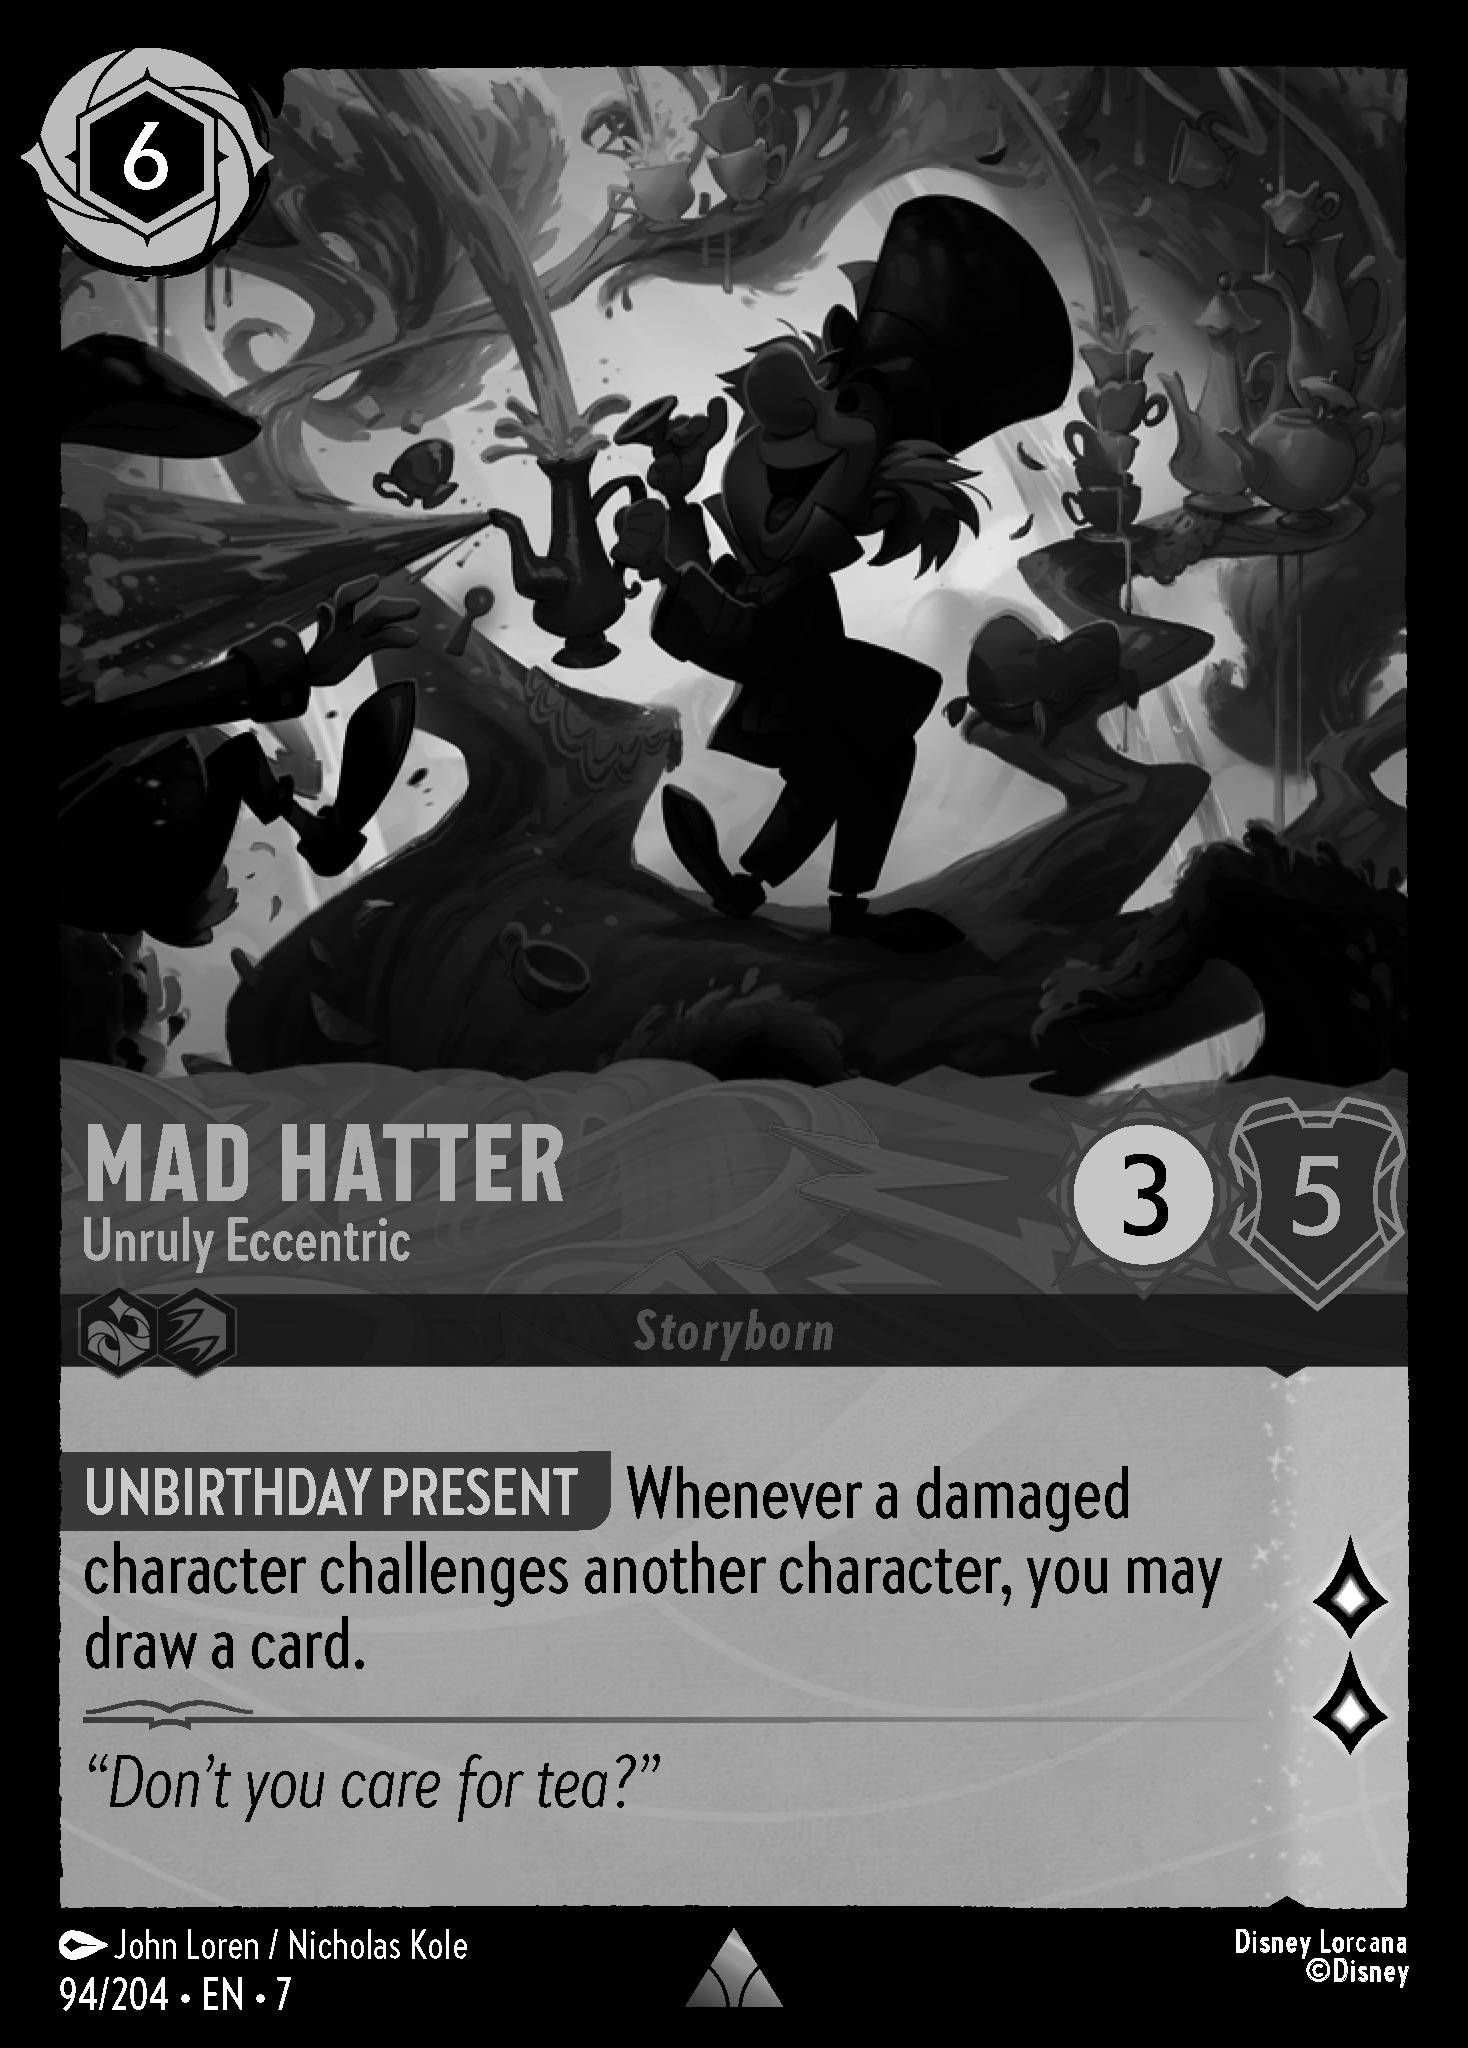 6
MAD HATTER
Unruly Eccentric
3
5
Storyborn
UNBIRTHDAY PRESENT Whenever a damaged
character challenges another character, you may
draw a card.
“Don’t you care for tea?”
John Loren / Nicholas Kole
94/204 • EN • 7
Disney Lorcana
©Disney